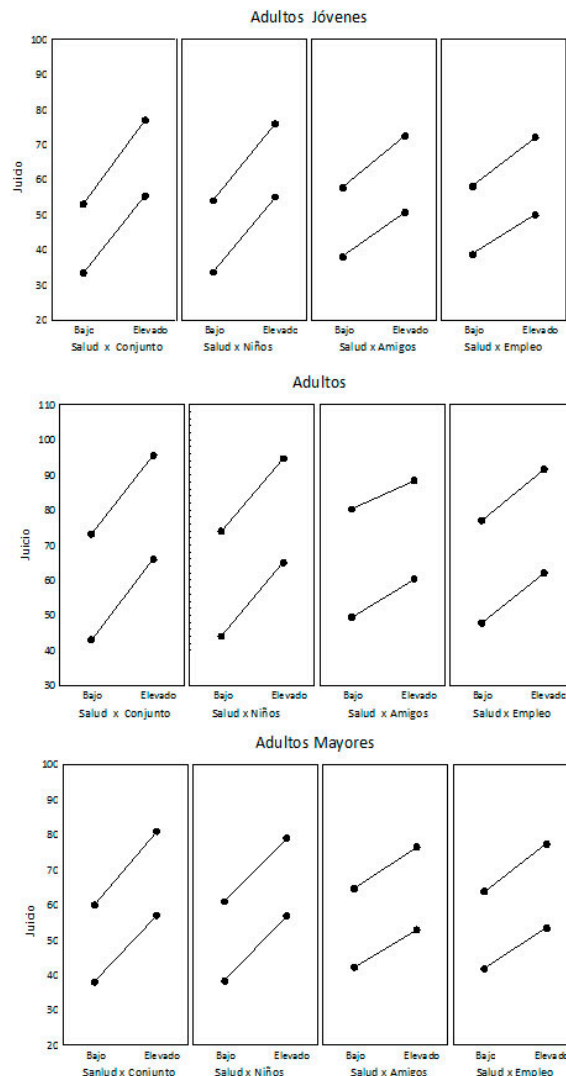 Adultos Jóvenes
100
90
80
70
60
50
40
30
20
Juicio
Bajo Elevado Bajo Elevado Bajo Elevado Bajo Elevado
Salud x Conjunto Salud x Niños Salud x Amigos Salud x Empleo
Adultos
110
100
90
80
70
60
50
40
30
Juicio
Bajo Elevado Bajo Elevado Bajo Elevado Bajo Elevado
Salud x Conjunto Salud x Niños Salud x Amigos Salud x Empleo
Adultos Mayores
100
90
80
70
60
50
40
30
20
Juicio
Bajo Elevado Bajo Elevado Bajo Elevado Bajo Elevado
Sanlud x Conjunto Salud x Niños Salud x Amigos Salud x Empleo